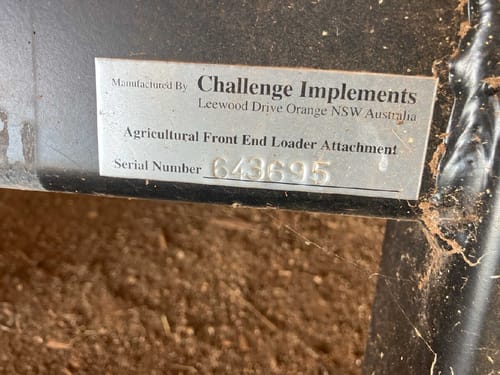 Manufactured By Challenge Implements
Leewood Drive Orange NSW Australia
Agricultural Front End Loader Attachment
Serial Number 643695